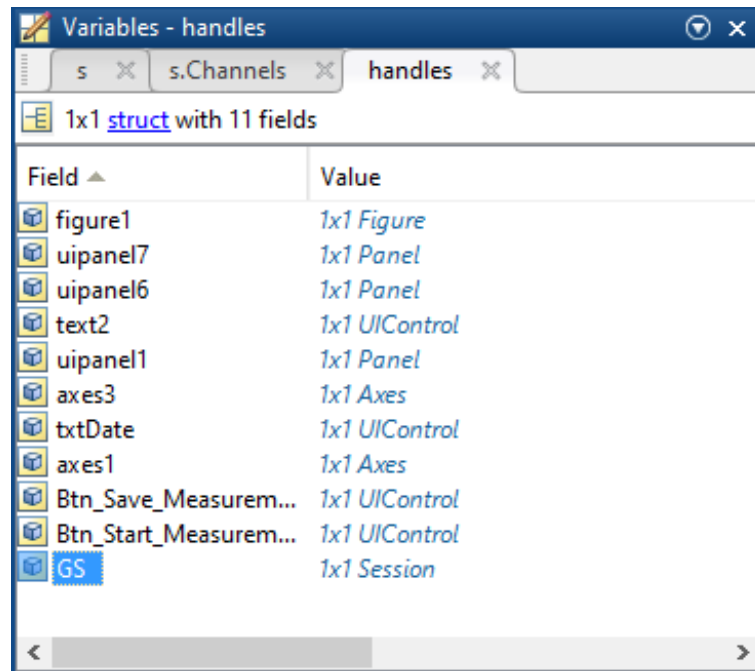 Variables - handles
s s.Channels handles
1x1 struct with 11 fields
Field Value
figure1 1x1 Figure
uipanel7 1x1 Panel
uipanel6 1x1 Panel
text2 1x1 UIControl
uipanel1 1x1 Panel
axes3 1x1 Axes
txtDate 1x1 UIControl
axes1 1x1 Axes
Btn_Save_Measurem... 1x1 UIControl
Btn_Start_Measurem... 1x1 UIControl
GS 1x1 Session